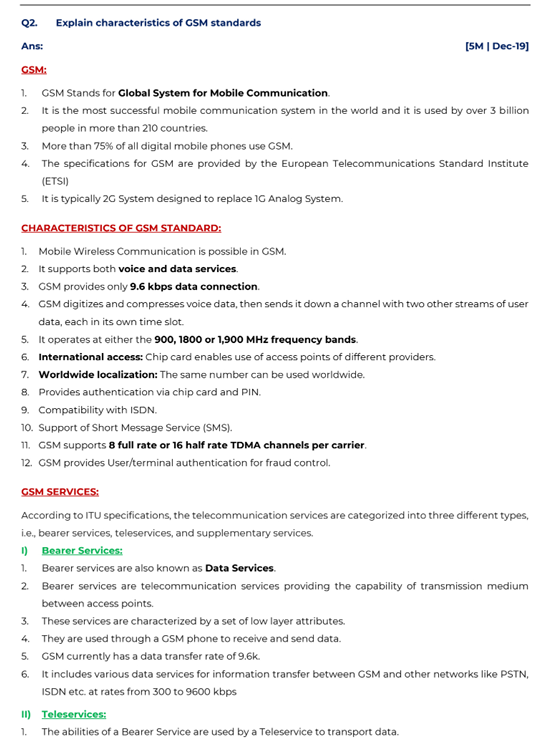 Q2. Explain characteristics of GSM standards
Ans: [5M | Dec-19]
GSM:
1. GSM Stands for Global System for Mobile Communication.
2. It is the most successful mobile communication system in the world and it is used by over 3 billion
people in more than 210 countries.
3. More than 75% of all digital mobile phones use GSM.
4. The specifications for GSM are provided by the European Telecommunications Standard Institute
(ETSI)
5. It is typically 2G System designed to replace 1G Analog System.
CHARACTERISTICS OF GSM STANDARD:
1. Mobile Wireless Communication is possible in GSM.
2. It supports both voice and data services.
3. GSM provides only 9.6 kbps data connection.
4. GSM digitizes and compresses voice data, then sends it down a channel with two other streams of user
data, each in its own time slot.
5. It operates at either the 900, 1800 or 1,900 MHz frequency bands.
6. International access: Chip card enables use of access points of different providers.
7. Worldwide localization: The same number can be used worldwide.
8. Provides authentication via chip card and PIN.
9. Compatibility with ISDN.
10. Support of Short Message Service (SMS).
11. GSM supports 8 full rate or 16 half rate TDMA channels per carrier.
12. GSM provides User/terminal authentication for fraud control.
GSM SERVICES:
According to ITU specifications, the telecommunication services are categorized into three different types,
i.e., bearer services, teleservices, and supplementary services.
I) Bearer Services:
1. Bearer services are also known as Data Services.
2. Bearer services are telecommunication services providing the capability of transmission medium
between access points.
3. These services are characterized by a set of low layer attributes.
4. They are used through a GSM phone to receive and send data.
5. GSM currently has a data transfer rate of 9.6k.
6. It includes various data services for information transfer between GSM and other networks like PSTN,
ISDN etc. at rates from 300 to 9600 kbps
II) Teleservices:
1. The abilities of a Bearer Service are used by a Teleservice to transport data.